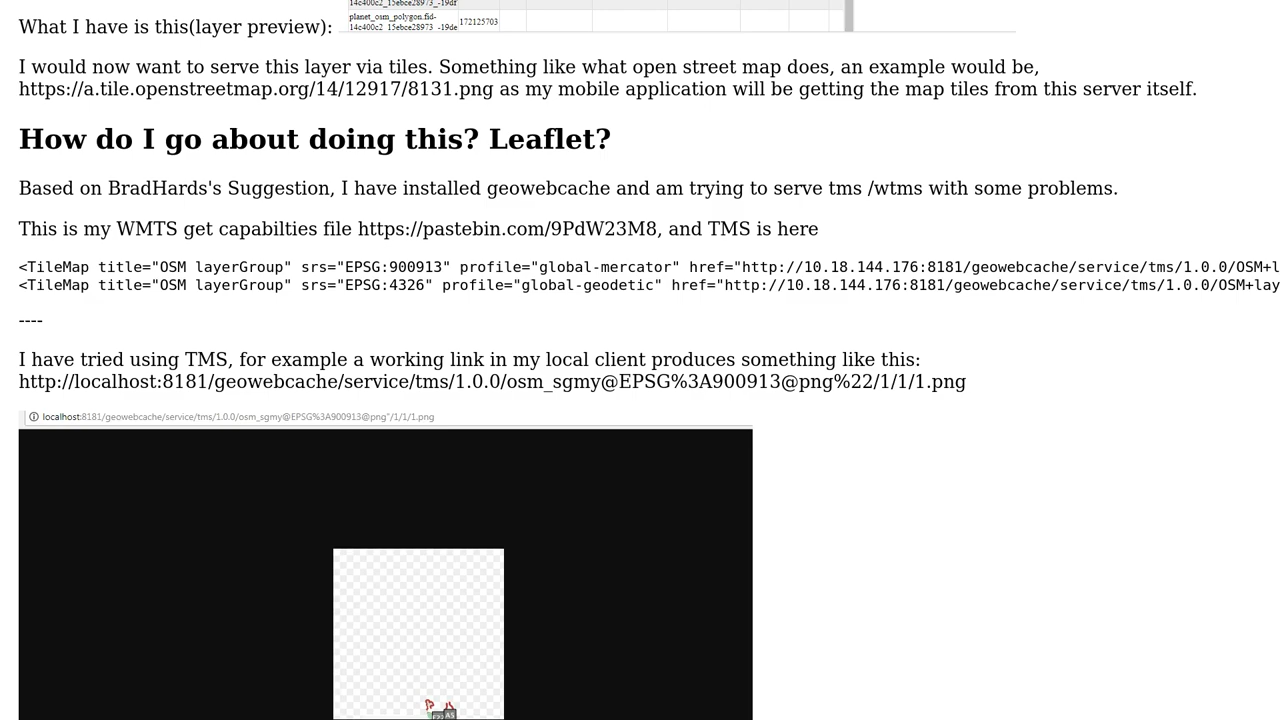 14c400c2_15ebce28973_-19df
planet_osm_polygon.fid-
What I have is this(layer preview): 14c400c2_15ebce28973_-19de 172125703
I would now want to serve this layer via tiles. Something like what open street map does, an example would be,
https://a.tile.openstreetmap.org/14/12917/8131.png as my mobile application will be getting the map tiles from this server itself.
How do I go about doing this? Leaflet?
Based on BradHards's Suggestion, I have installed geowebcache and am trying to serve tms /wtms with some problems.
This is my WMTS get capabilties file https://pastebin.com/9PdW23M8, and TMS is here
<TileMap title="OSM layerGroup" srs="EPSG:900913" profile="global-mercator" href="http://10.18.144.176:8181/geowebcache/service/tms/1.0.0/OSM+l
<TileMap title="OSM layerGroup" srs="EPSG:4326" profile="global-geodetic" href="http://10.18.144.176:8181/geowebcache/service/tms/1.0.0/OSM+lay
----
I have tried using TMS, for example a working link in my local client produces something like this:
http://localhost:8181/geowebcache/service/tms/1.0.0/osm_sgmy@EPSG%3A900913@png%22/1/1/1.png
localhost:8181/geowebcache/service/tms/1.0.0/osm_sgmy@EPSG%3A900913@png"/1/1/1.png